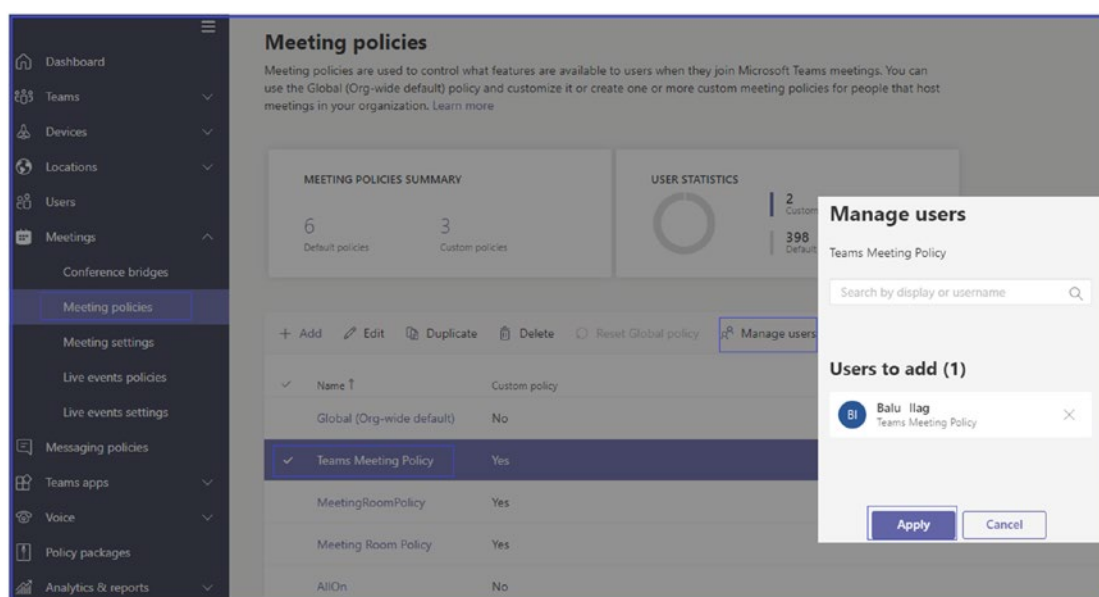 Dashboard
Teams
Devices
Locations
Users
Meetings
Conference bridges
Meeting policies
Meeting settings
Live events policies
Live events settings
Messaging policies
Teams apps
Voice
Policy packages
Analytics & reports
Meeting policies
Meeting policies are used to control what features are available to users when they join Microsoft Teams meetings. You can
use the Global (Org-wide default) policy and customize it or create one or more custom meeting policies for people that host
meetings in your organization. Learn more
MEETING POLICIES SUMMARY
6
Default policies
3
Custom policies
USER STATISTICS
2
Custom
398
Default
+ Add Edit Duplicate Delete Reset Global policy Manage users
Name ↑ Custom policy
Global (Org-wide default) No
Teams Meeting Policy Yes
MeetingRoomPolicy Yes
Meeting Room Policy Yes
AllOn No
Manage users
Teams Meeting Policy
Search by display or username
Users to add (1)
BI
Balu Ilag
Teams Meeting Policy
Apply Cancel